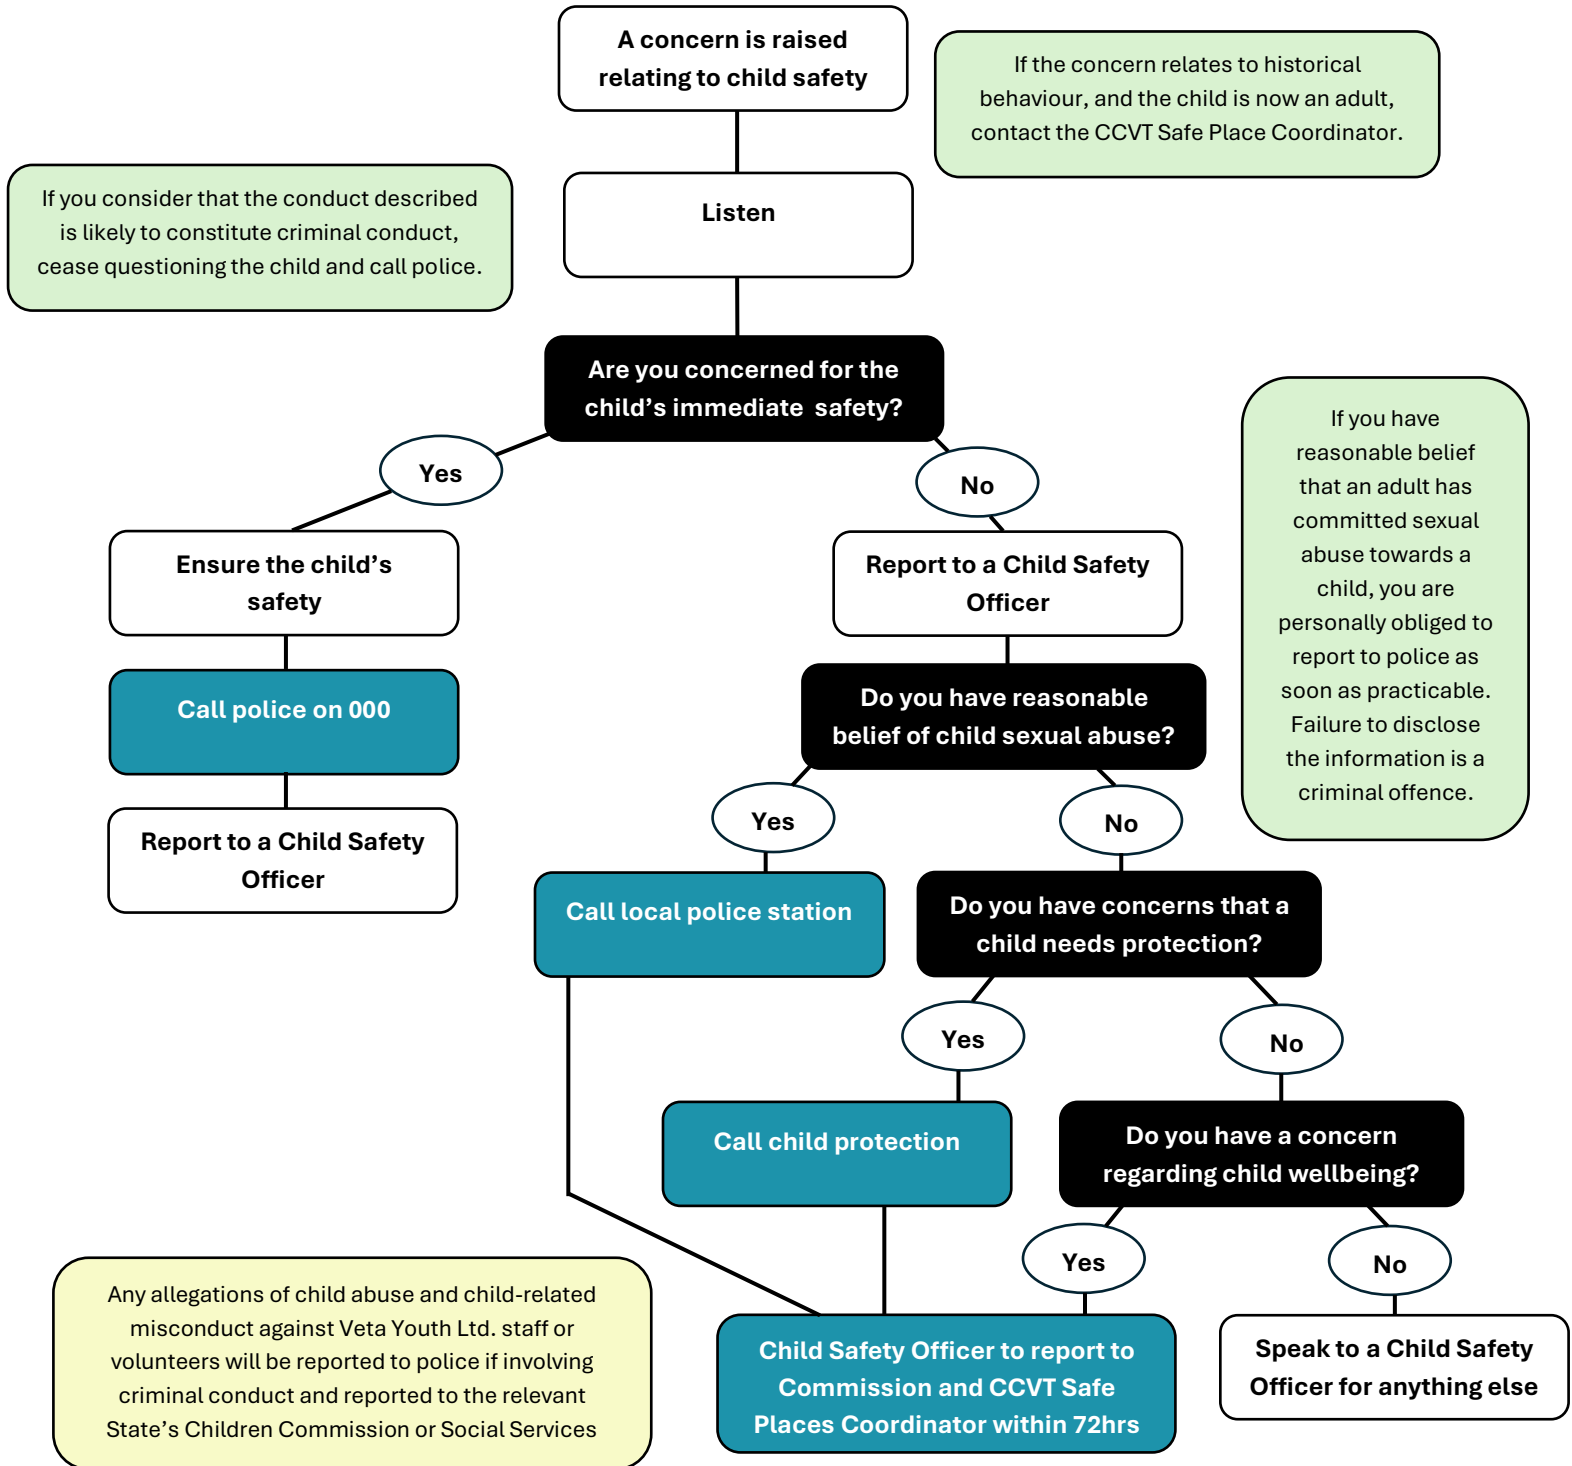 A concern is raised
relating to child safety
If the concern relates to historical
behaviour, and the child is now an adult,
contact the CCVT Safe Place Coordinator.
If you consider that the conduct described
is likely to constitute criminal conduct,
cease questioning the child and call police.
Listen
Are you concerned for the
child’s immediate  safety?
Yes
No
If you have
reasonable belief
that an adult has
committed sexual
abuse towards a
child, you are
personally obliged to
report to police as
soon as practicable.
Failure to disclose
the information is a
criminal offence.
Ensure the child’s
safety
Report to a Child Safety
Officer
Call police on 000
Do you have reasonable
belief of child sexual abuse?
Report to a Child Safety
Officer
Yes
No
Call local police station
Do you have concerns that a
child needs protection?
Yes
No
Call child protection
Do you have a concern
regarding child wellbeing?
Yes
No
Any allegations of child abuse and child-related
misconduct against Veta Youth Ltd. staff or
volunteers will be reported to police if involving
criminal conduct and reported to the relevant
State’s Children Commission or Social Services
Child Safety Officer to report to
Commission and CCVT Safe
Places Coordinator within 72hrs
Speak to a Child Safety
Officer for anything else